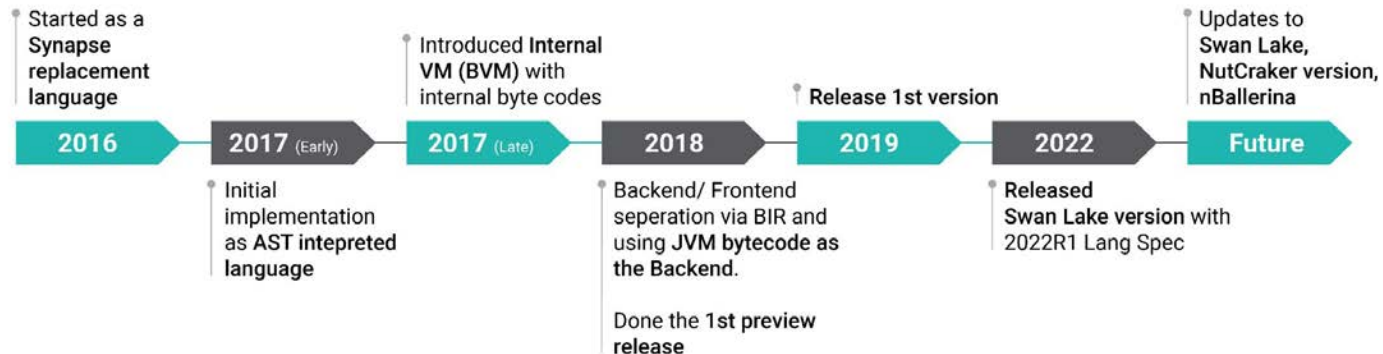 Started as a
Synapse
replacement
language
2016
2017 (Early)
Initial
implementation
as AST intepreted
language
Introduced Internal
VM (BVM) with
internal byte codes
2017 (Late)
2018
Backend/ Frontend
seperation via BIR and
using JVM bytecode as
the Backend.
Done the 1st preview
release
Release 1st version
2019
2022
Released
Swan Lake version with
2022R1 Lang Spec
Updates to
Swan Lake,
NutCraker version,
nBallerina
Future